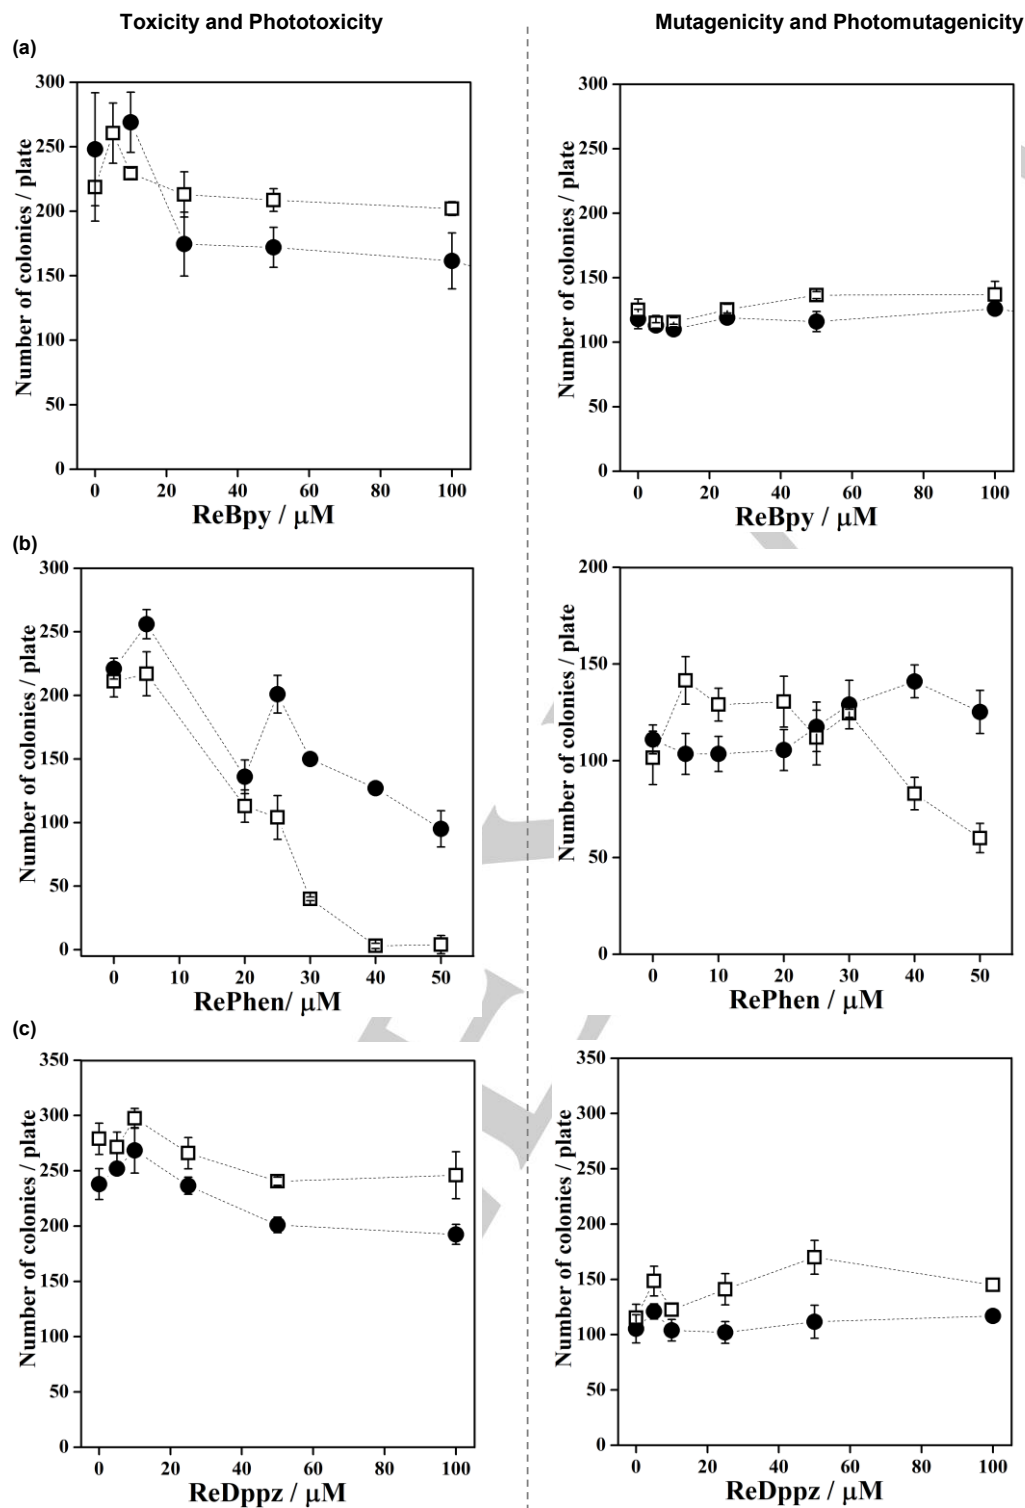 Toxicity and Phototoxicity
Mutagenicity and Photomutagenicity
(a)
300
250
200
150
100
50
0
Number of colonies / plate
0 20 40 60 80 100
ReBpy / μM
300
250
200
150
100
50
0
Number of colonies / plate
0 20 40 60 80 100
ReBpy / μM
(b)
300
250
200
150
100
50
0
Number of colonies / plate
0 10 20 30 40 50
RePhen/ μM
200
150
100
50
0
Number of colonies / plate
0 10 20 30 40 50
RePhen / μM
(c)
350
300
250
200
150
100
50
0
Number of colonies / plate
0 20 40 60 80 100
ReDppz / μM
350
300
250
200
150
100
50
0
Number of colonies / plate
0 20 40 60 80 100
ReDppz / μM